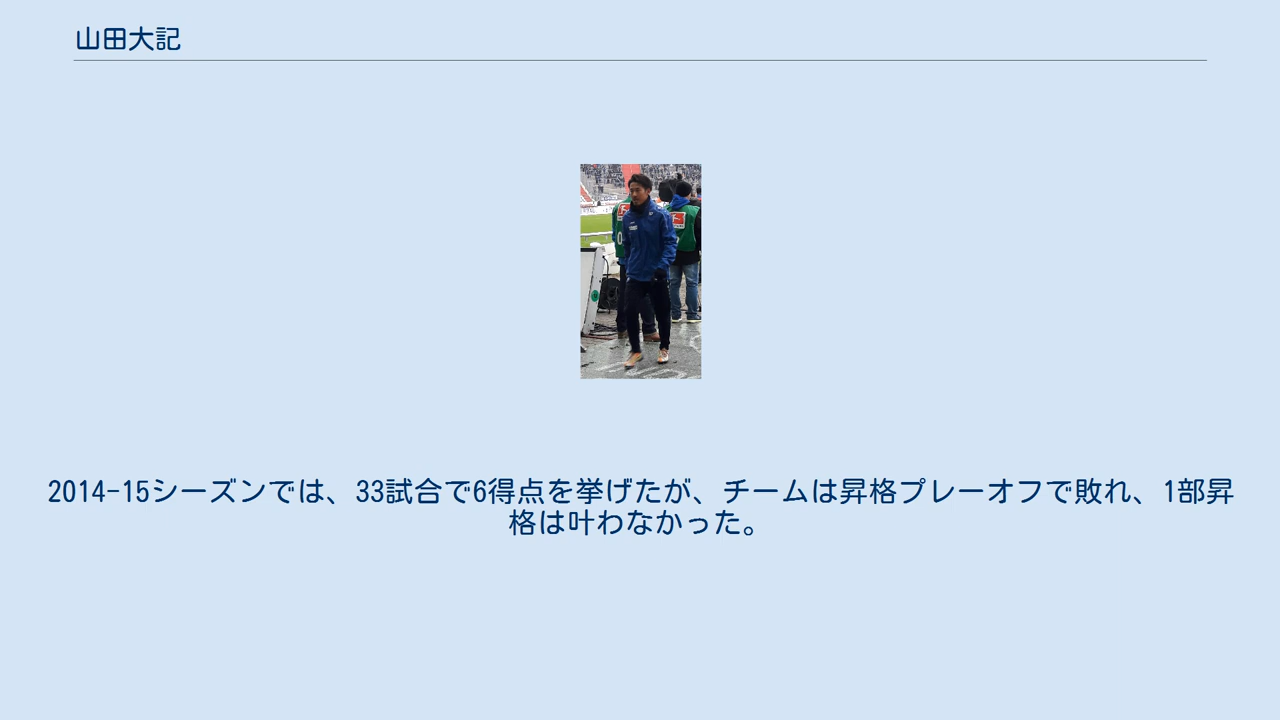 山田大記
2014-15シーズンでは、33試合で6得点を挙げたが、チームは昇格プレーオフで敗れ、1部昇
格は叶わなかった。